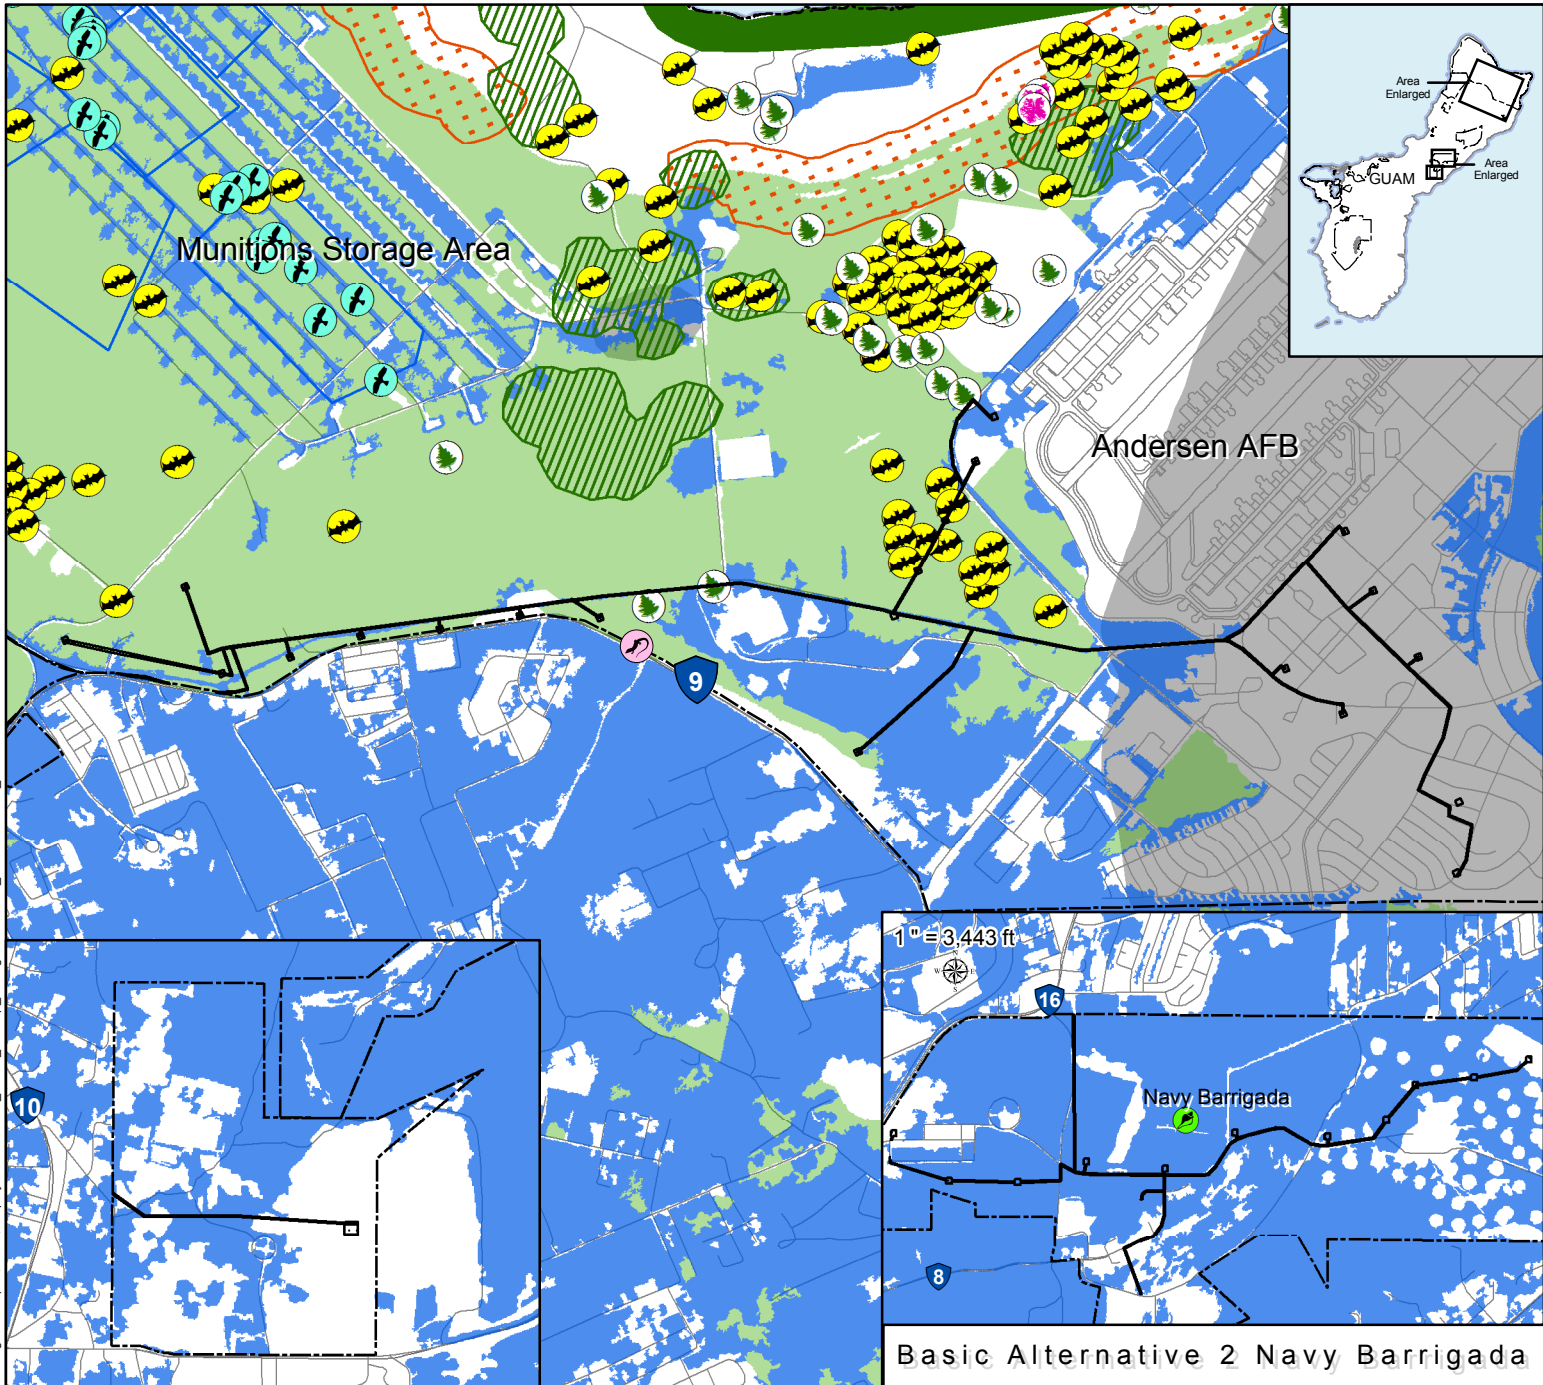 Area
Enlarged
GUAM
Area
Enlarged
Munitions Storage Area
Andersen AFB
9
1 " = 3,443 ft
N
W E
S
16
Navy Barrigada
10
8
Basic Alternative 2 Navy Barrigada